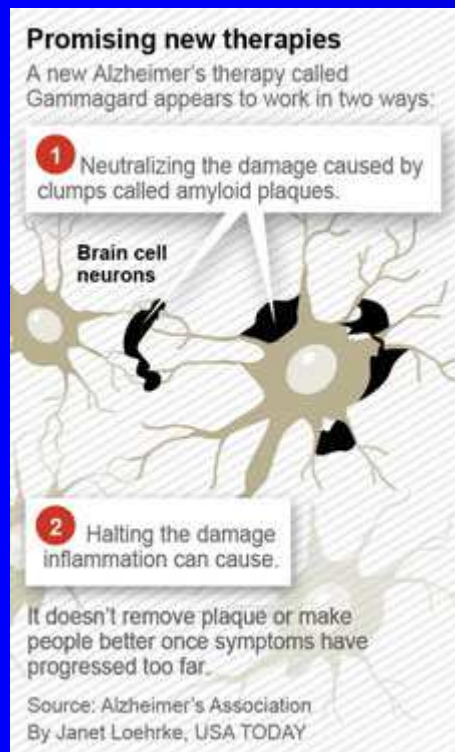 Promising new therapies
A new Alzheimer's therapy called
Gammagard appears to work in two ways:
1 Neutralizing the damage caused by
clumps called amyloid plaques.
Brain cell
neurons
2 Halting the damage
inflammation can cause.
It doesn't remove plaque or make
people better once symptoms have
progressed too far.
Source: Alzheimer's Association
By Janet Loehrke, USA TODAY